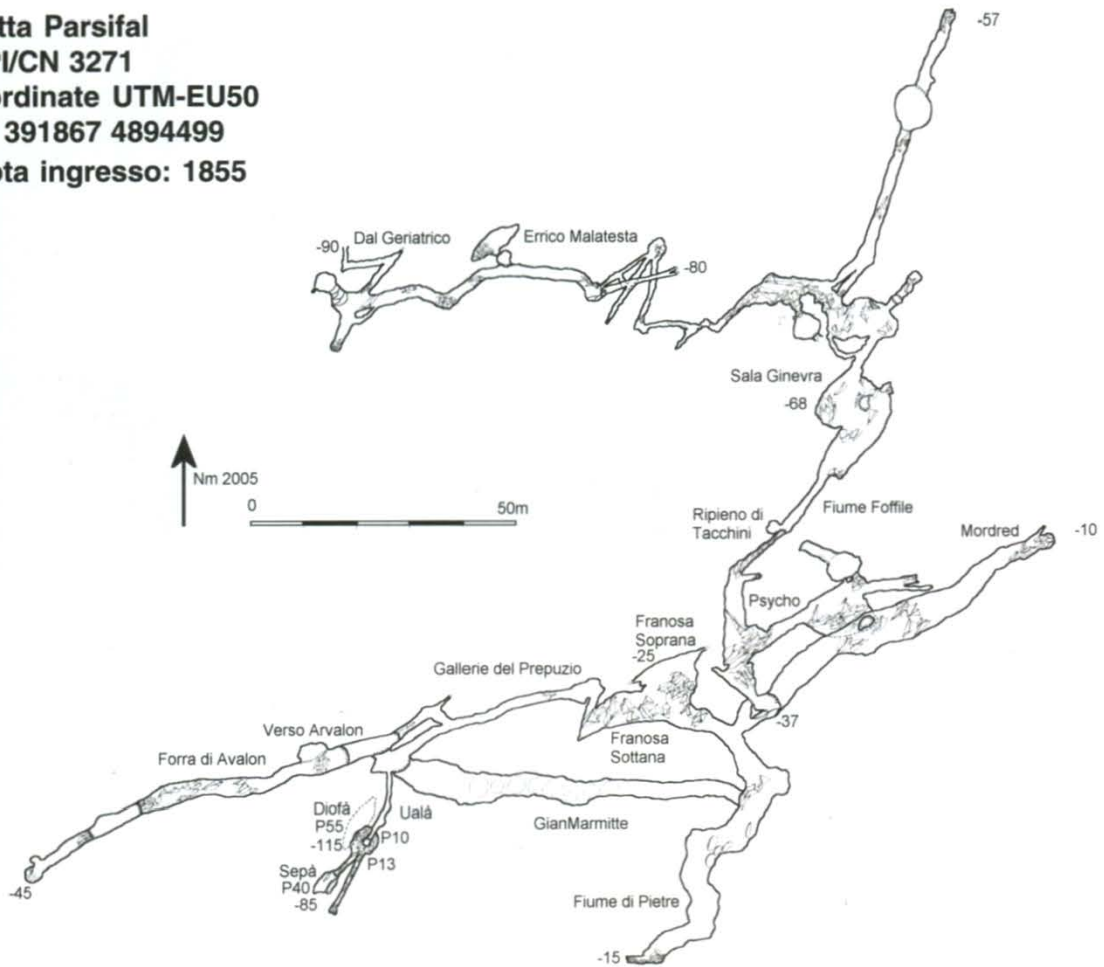 tta Parsifal
PI/CN 3271
ordinate UTM-EU50
391867 4894499
ota ingresso: 1855
-57
-90
Dal Geriatrico
Errico Malatesta
-80
Sala Ginevra
-68
Nm 2005
0
50m
Ripieno di
Tacchini
Fiume Foffile
Mordred
-10
Psycho
Franosa
Soprana
-25
Gallerie del Prepuzio
-37
Verso Arvalon
Franosa
Sottana
Forra di Avalon
Diofà
P55
-115
Ualà
P10
P13
GianMarmitte
Sepà
P40
-85
-45
Fiume di Pietre
-15